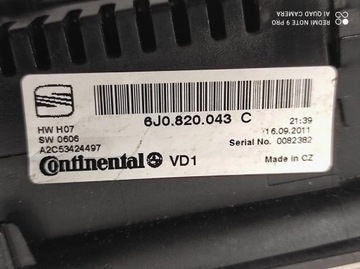 REDMI NOTE 9 PRO
AI QUAD CAMERA
6J0.820.043 C
21:39
16.09.2011
HW H07
SW 0606
A2C53424497
Serial No. 0082382
Continental VD1
Made in CZ